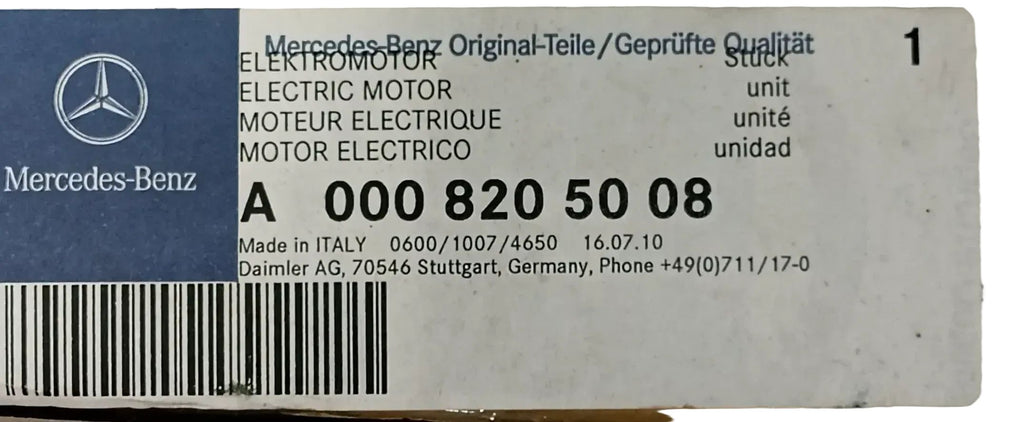 Mercedes-Benz Original-Teile/Geprüfte Qualität 1
ELEKTROMOTOR Stück
ELECTRIC MOTOR unit
MOTEUR ELECTRIQUE unité
MOTOR ELECTRICO unidad
Mercedes-Benz
A 000 820 50 08
Made in ITALY 0600/1007/4650 16.07.10
Daimler AG, 70546 Stuttgart, Germany, Phone +49(0)711/17-0